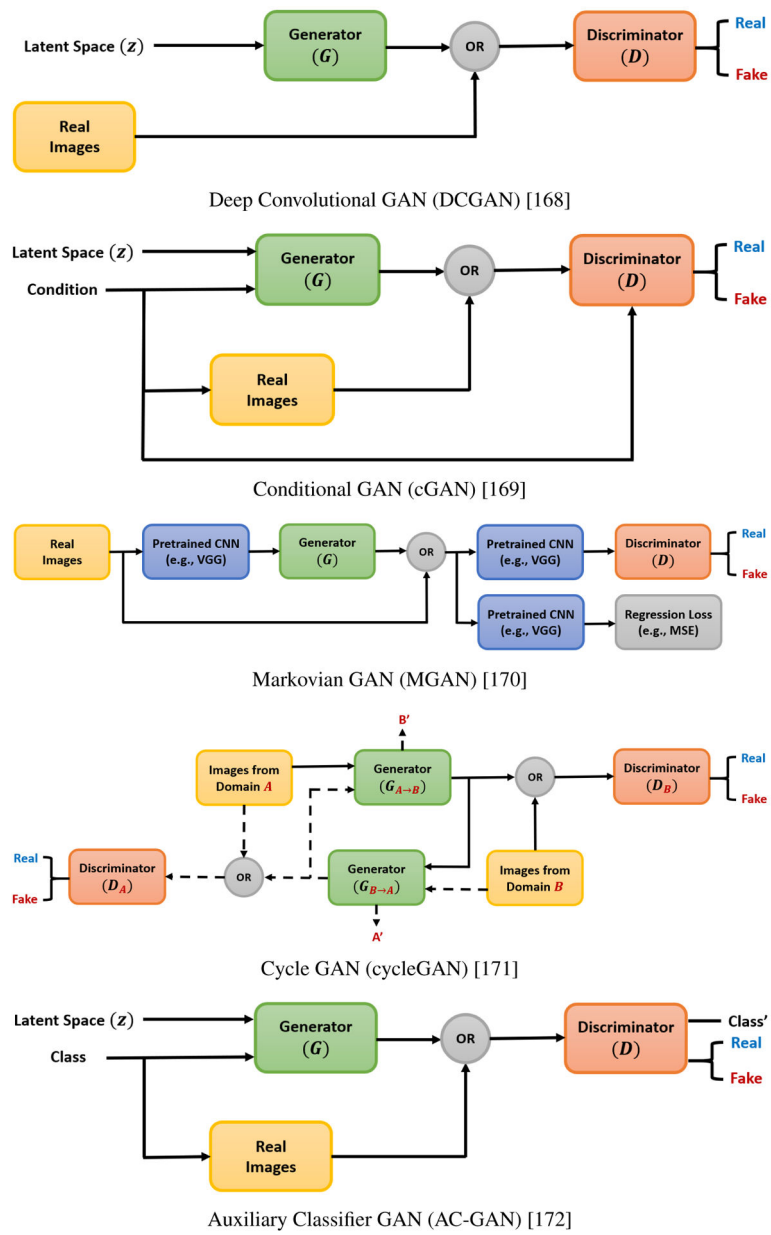 Latent Space (z)
Generator
(G)
OR
Discriminator
(D)
Real
Fake
Real
Images
Deep Convolutional GAN (DCGAN) [168]
Latent Space (z)
Condition
Generator
(G)
OR
Discriminator
(D)
Real
Fake
Real
Images
Conditional GAN (cGAN) [169]
Real
Images
Pretrained CNN
(e.g., VGG)
Generator
(G)
OR
Pretrained CNN
(e.g., VGG)
Discriminator
(D)
Real
Fake
Pretrained CNN
(e.g., VGG)
Regression Loss
(e.g., MSE)
Markovian GAN (MGAN) [170]
B'
Images from
Domain A
Generator
(G_{A→B})
OR
Discriminator
(D_B)
Real
Fake
Real
Fake
Discriminator
(D_A)
OR
Generator
(G_{B→A})
Images from
Domain B
A'
Cycle GAN (cycleGAN) [171]
Latent Space (z)
Class
Generator
(G)
OR
Discriminator
(D)
Class'
Real
Fake
Real
Images
Auxiliary Classifier GAN (AC-GAN) [172]